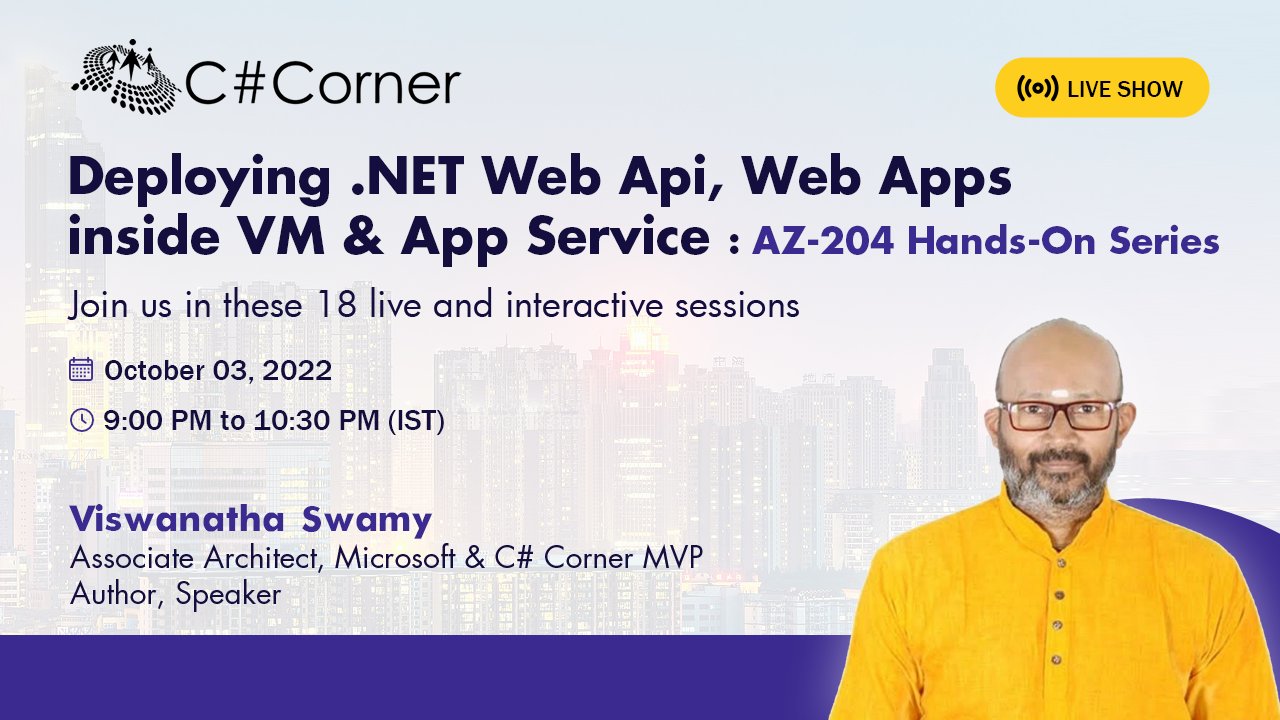 C#Corner
LIVE SHOW
Deploying .NET Web Api, Web Apps
inside VM & App Service : AZ-204 Hands-On Series
Join us in these 18 live and interactive sessions
October 03, 2022
9:00 PM to 10:30 PM (IST)
Viswanatha Swamy
Associate Architect, Microsoft & C# Corner MVP
Author, Speaker